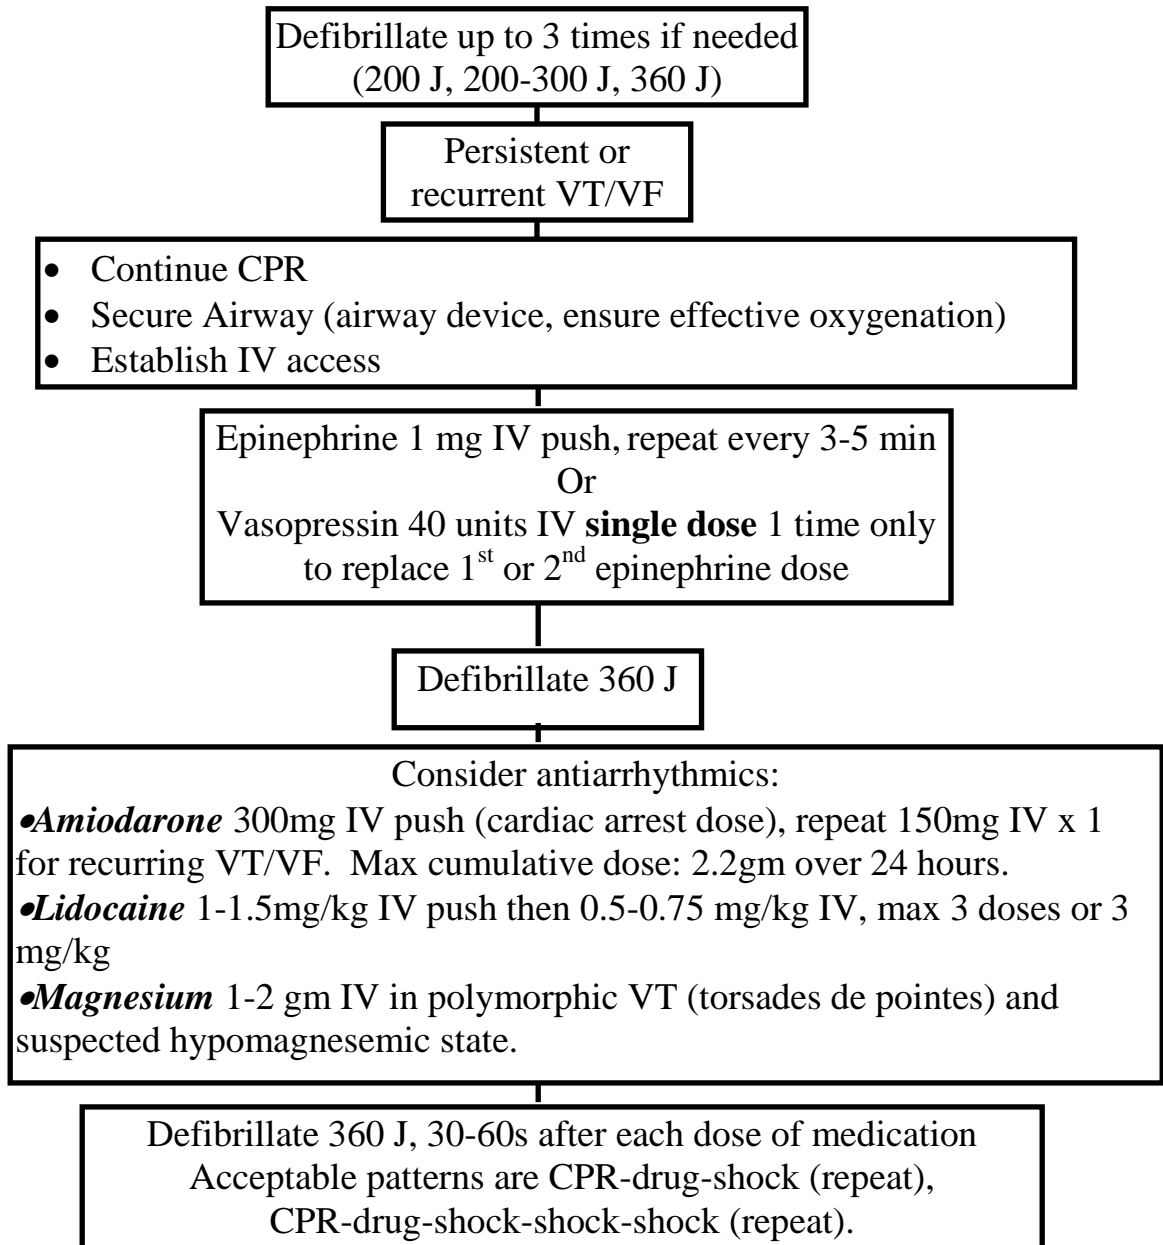 Defibrillate up to 3 times if needed
(200 J, 200-300 J, 360 J)
Persistent or
recurrent VT/VF
• Continue CPR
• Secure Airway (airway device, ensure effective oxygenation)
• Establish IV access
Epinephrine 1 mg IV push, repeat every 3-5 min
Or
Vasopressin 40 units IV single dose 1 time only
to replace 1st or 2nd epinephrine dose
Defibrillate 360 J
Consider antiarrhythmics:
•Amiodarone 300mg IV push (cardiac arrest dose), repeat 150mg IV x 1
for recurring VT/VF.  Max cumulative dose: 2.2gm over 24 hours.
•Lidocaine 1-1.5mg/kg IV push then 0.5-0.75 mg/kg IV, max 3 doses or 3
mg/kg
•Magnesium 1-2 gm IV in polymorphic VT (torsades de pointes) and
suspected hypomagnesemic state.
Defibrillate 360 J, 30-60s after each dose of medication
Acceptable patterns are CPR-drug-shock (repeat),
CPR-drug-shock-shock-shock (repeat).